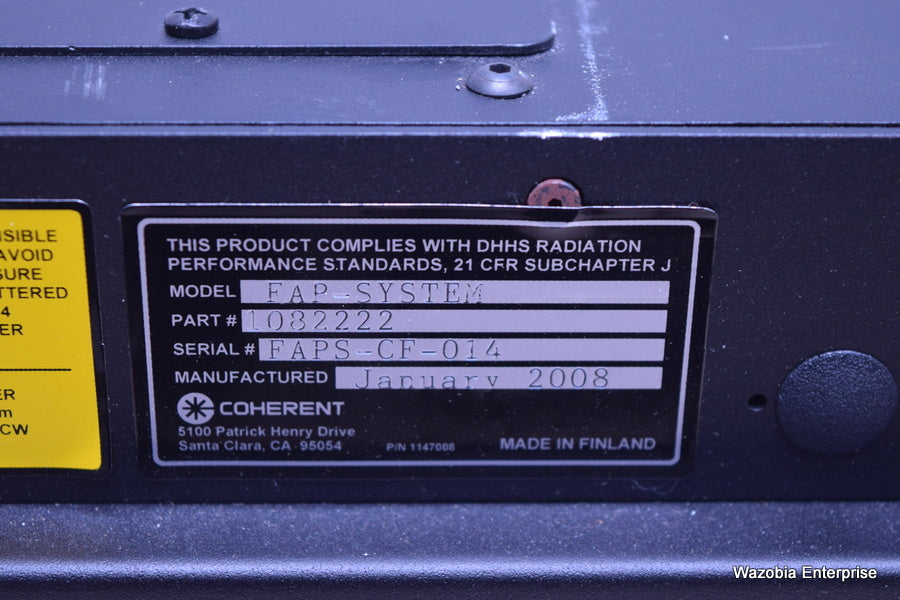 SIBLE
AVOID
SURE
TTERED
4
ER
ER
m
CW
THIS PRODUCT COMPLIES WITH DHHS RADIATION
PERFORMANCE STANDARDS, 21 CFR SUBCHAPTER J
MODEL FAP-SYSTEM
PART # 1082222
SERIAL # FAPS-CF-014
MANUFACTURED January 2008
COHERENT
5100 Patrick Henry Drive
Santa Clara, CA 95054 P/N 1147008 MADE IN FINLAND
Wazobia Enterprise